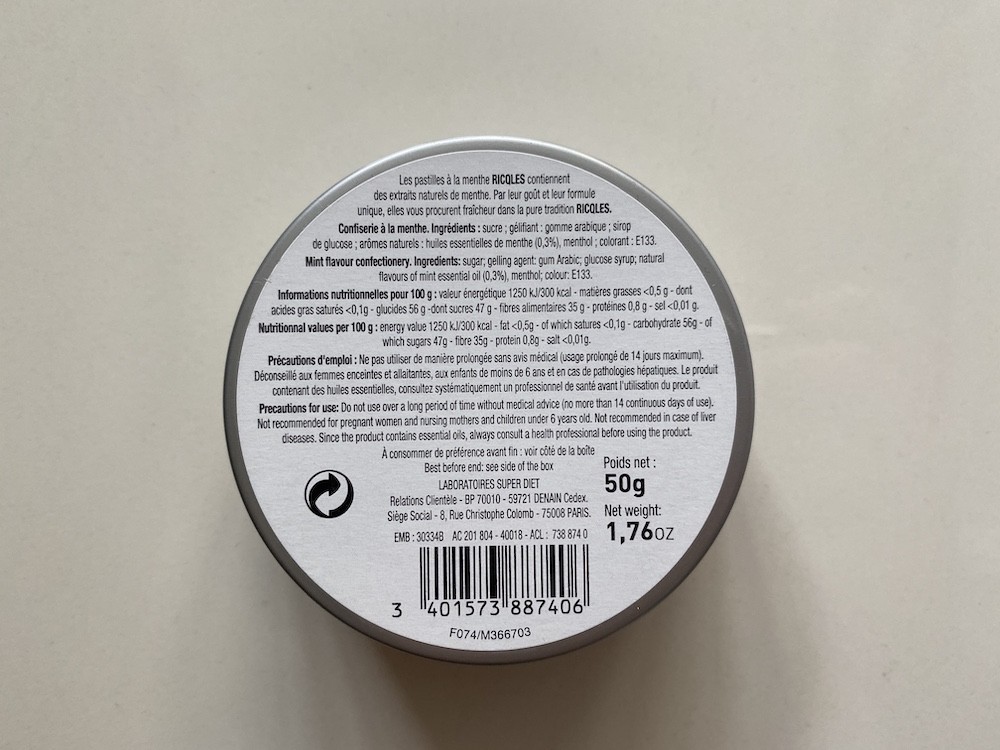 Les pastilles à la menthe RICQLES contiennent
des extraits naturels de menthe. Par leur goût et leur formule
unique, elles vous procurent fraîcheur dans la pure tradition RICQLES.
Confiserie à la menthe. Ingrédients : sucre ; gélifiant : gomme arabique ; sirop
de glucose ; arômes naturels : huiles essentielles de menthe (0,3%), menthol ; colorant : E133.
Mint flavour confectionery. Ingredients: sugar; gelling agent: gum Arabic; glucose syrup; natural
flavours of mint essential oil (0,3%), menthol; colour: E133.
Informations nutritionnelles pour 100 g : valeur énergétique 1250 kJ/300 kcal - matières grasses <0,5 g - dont
acides gras saturés <0,1g - glucides 56 g -dont sucres 47 g - fibres alimentaires 35 g - protéines 0,8 g - sel <0,01 g.
Nutritionnal values per 100 g : energy value 1250 kJ/300 kcal - fat <0,5g - of which satures <0,1g - carbohydrate 56g - of
which sugars 47g - fibre 35g - protein 0,8g - salt <0,01g.
Précautions d'emploi : Ne pas utiliser de manière prolongée sans avis médical (usage prolongé de 14 jours maximum).
Déconseillé aux femmes enceintes et allaitantes, aux enfants de moins de 6 ans et en cas de pathologies hépatiques. Le produit
contenant des huiles essentielles, consultez systématiquement un professionnel de santé avant l'utilisation du produit.
Precautions for use: Do not use over a long period of time without medical advice (no more than 14 continuous days of use).
Not recommended for pregnant women and nursing mothers and children under 6 years old. Not recommended in case of liver
diseases. Since the product contains essential oils, always consult a health professional before using the product.
À consommer de préférence avant fin : voir côté de la boîte
Best before end: see side of the box
LABORATOIRES SUPER DIET
Relations Clientèle - BP 70010 - 59721 DENAIN Cedex.
Siège Social - 8, Rue Christophe Colomb - 75008 PARIS.
Poids net :
50g
Net weight:
1,76oz
EMB : 30334B AC 201 804 - 40018 - ACL : 738 874 0
3 401573 887406
F074/M366703